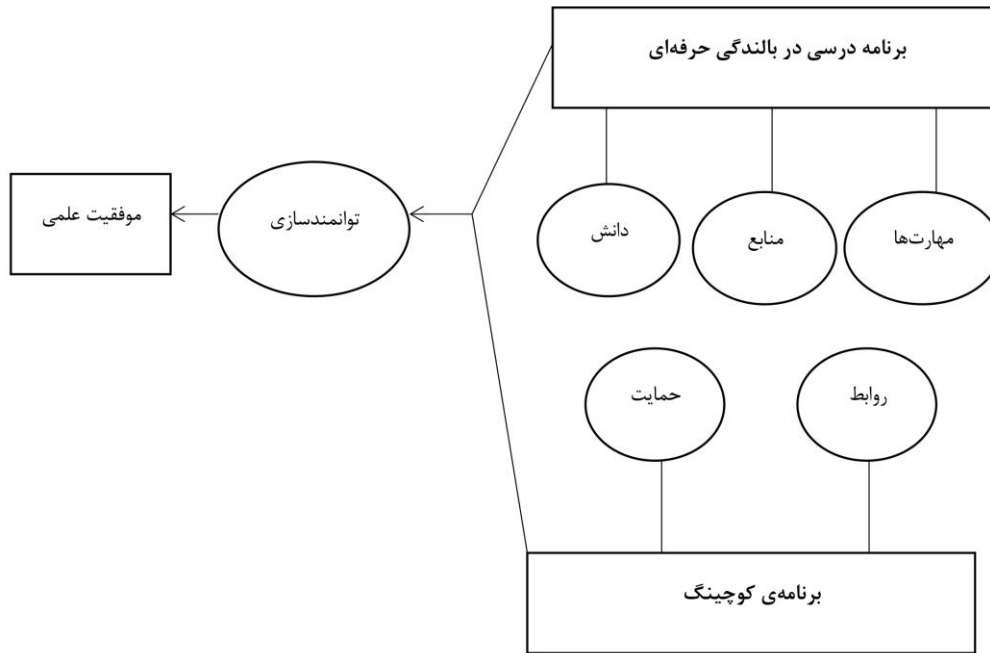 برنامه درسی در بالندگی حرفه‌ای
مهارت‌ها
منابع
دانش
توانمندسازی
موفقیت علمی
روابط
حمایت
برنامه‌ی کوچینگ